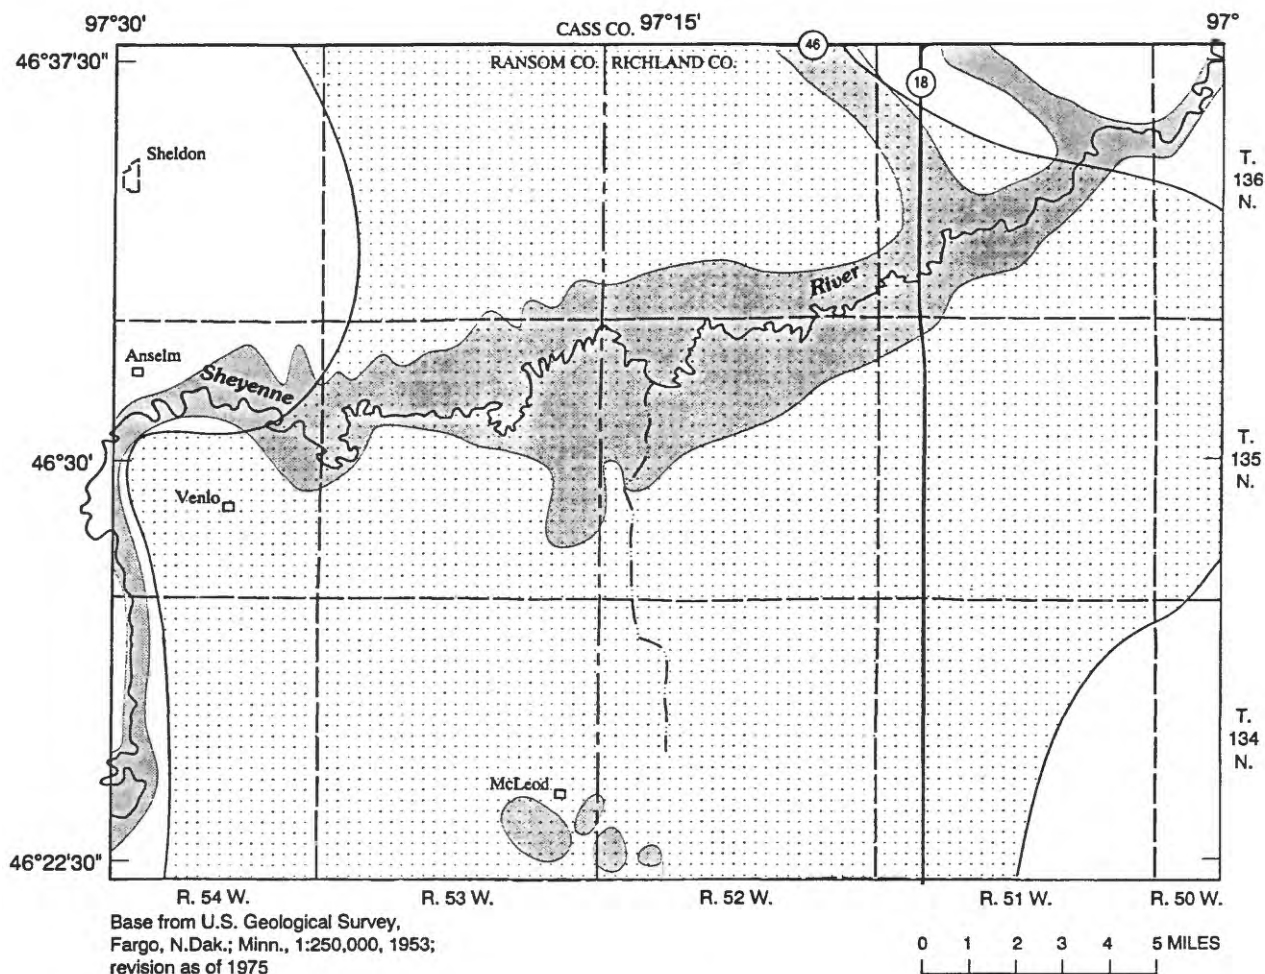 97°30'
CASS CO.
97°15'
97°
46°37'30"
RANSOM CO.
RICHLAND CO.
46
18
Sheldon
T.
136
N.
River
Anselm
Sheyenne
46°30'
T.
135
N.
Venlo
T.
134
N.
McLeod
46°22'30"
R. 54 W.
R. 53 W.
R. 52 W.
R. 51 W.
R. 50 W.
Base from U.S. Geological Survey,
Fargo, N.Dak.; Minn., 1:250,000, 1953;
revision as of 1975
0 1 2 3 4 5 MILES